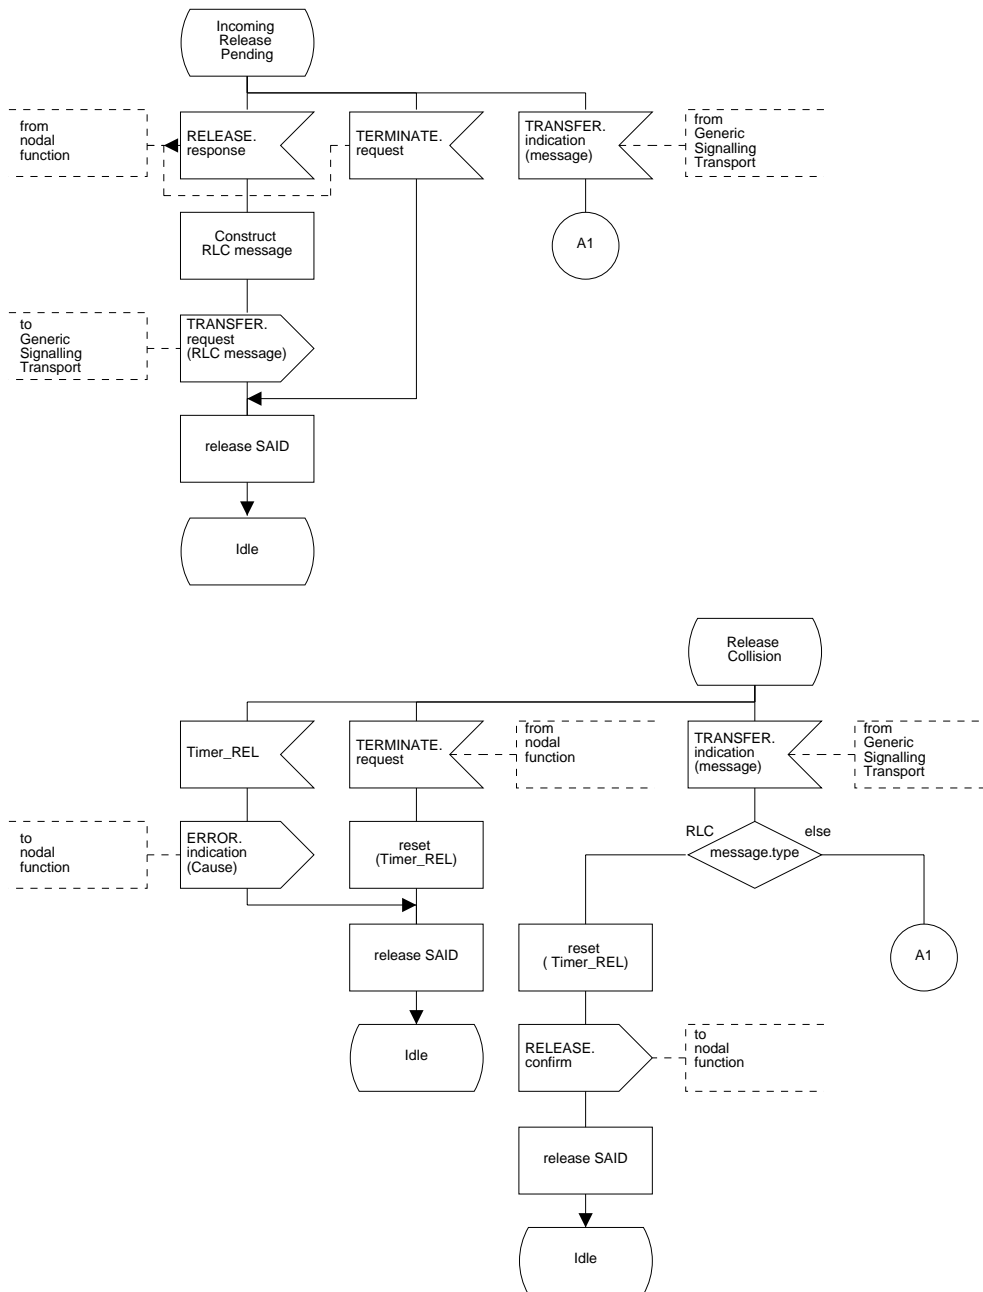 Incoming
Release
Pending
from
nodal
function
RELEASE.
response
TERMINATE.
request
TRANSFER.
indication
(message)
from
Generic
Signalling
Transport
Construct
RLC message
A1
to
Generic
Signalling
Transport
TRANSFER.
request
(RLC message)
release SAID
Idle
Release
Collision
Timer_REL
TERMINATE.
request
from
nodal
function
TRANSFER.
indication
(message)
from
Generic
Signalling
Transport
to
nodal
function
ERROR.
indication
(Cause)
reset
(Timer_REL)
RLC
message.type
else
release SAID
reset
( Timer_REL)
A1
Idle
RELEASE.
confirm
to
nodal
function
release SAID
Idle